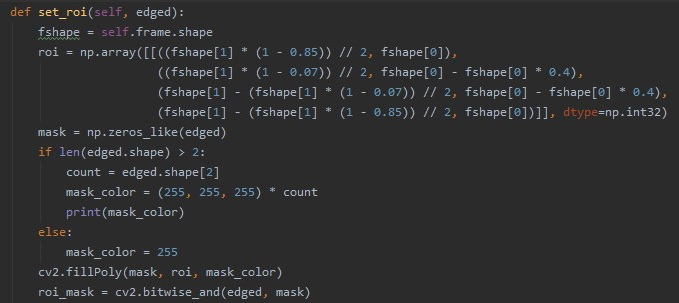 def set_roi(self, edged):
    fshape = self.frame.shape
    roi = np.array([[((fshape[1] * (1 - 0.85)) // 2, fshape[0]),
                     ((fshape[1] * (1 - 0.07)) // 2, fshape[0] - fshape[0] * 0.4),
                     (fshape[1] - (fshape[1] * (1 - 0.07)) // 2, fshape[0] - fshape[0] * 0.4),
                     (fshape[1] - (fshape[1] * (1 - 0.85)) // 2, fshape[0])]], dtype=np.int32)
    mask = np.zeros_like(edged)
    if len(edged.shape) > 2:
        count = edged.shape[2]
        mask_color = (255, 255, 255) * count
        print(mask_color)
    else:
        mask_color = 255
    cv2.fillPoly(mask, roi, mask_color)
    roi_mask = cv2.bitwise_and(edged, mask)